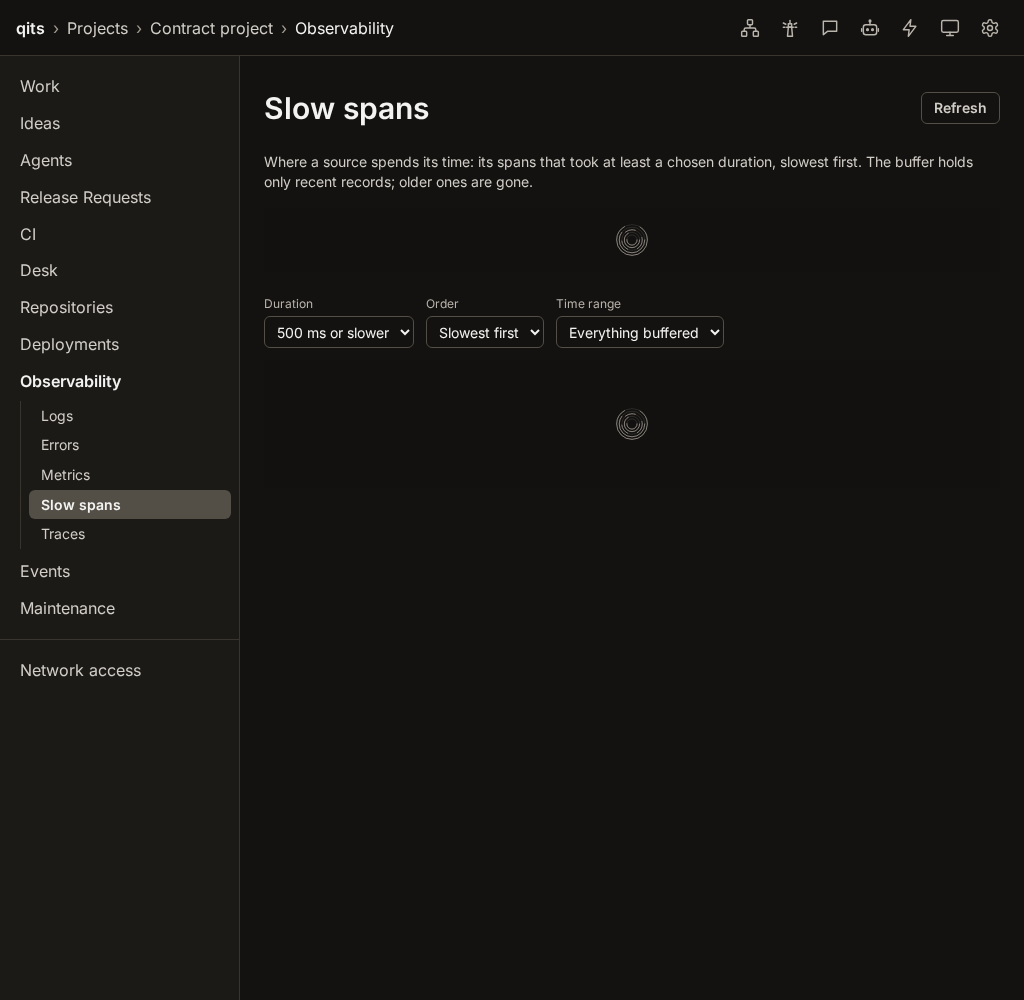 qits › Projects › Contract project › Observability
Work
Ideas
Agents
Release Requests
CI
Desk
Repositories
Deployments
Observability
Logs
Errors
Metrics
Slow spans
Traces
Events
Maintenance
Network access
Slow spans
Refresh
Where a source spends its time: its spans that took at least a chosen duration, slowest first. The buffer holds
only recent records; older ones are gone.
Duration Order Time range
500 ms or slower Slowest first Everything buffered